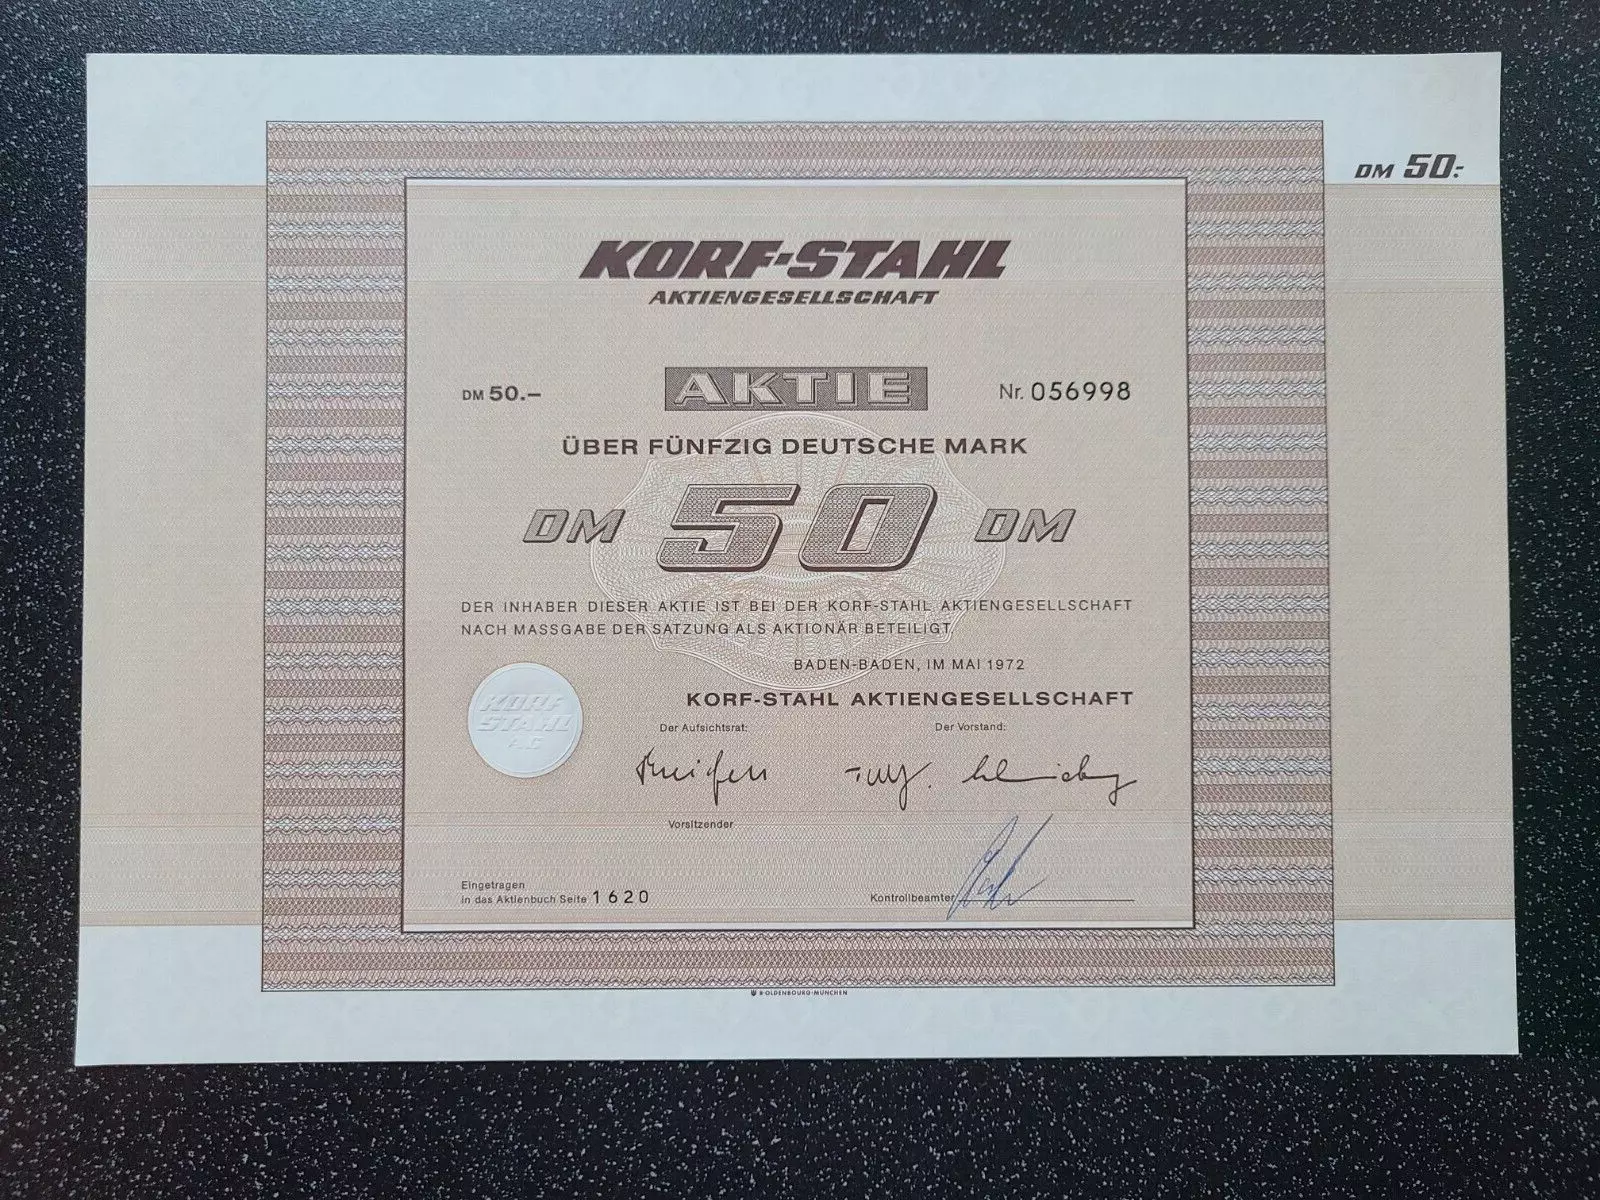 DM 50.-
KORF-STAHL
AKTIENGESELLSCHAFT
DM 50.– AKTIE Nr. 056998
ÜBER FÜNFZIG DEUTSCHE MARK
DM 50 DM
DER INHABER DIESER AKTIE IST BEI DER KORF-STAHL AKTIENGESELLSCHAFT
NACH MASSGABE DER SATZUNG ALS AKTIONÄR BETEILIGT.
BADEN-BADEN, IM MAI 1972
KORF-STAHL AKTIENGESELLSCHAFT
Der Aufsichtsrat: Der Vorstand:
KORF
STAHL
AG
Vorsitzender
Eingetragen
in das Aktienbuch Seite 1620 Kontrollbeamter
R·OLDENBOURG·MÜNCHEN